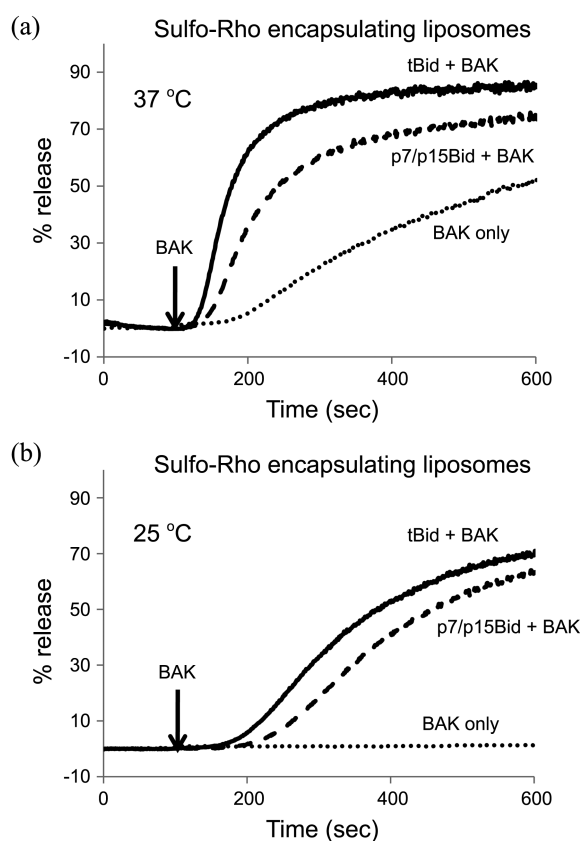 (a)
Sulfo-Rho encapsulating liposomes
90
70
50
30
10
-10
% release
37 °C
tBid + BAK
p7/p15Bid + BAK
BAK only
BAK
0
200
400
600
Time (sec)
(b)
Sulfo-Rho encapsulating liposomes
90
70
50
30
10
-10
% release
25 °C
tBid + BAK
p7/p15Bid + BAK
BAK only
BAK
0
200
400
600
Time (sec)